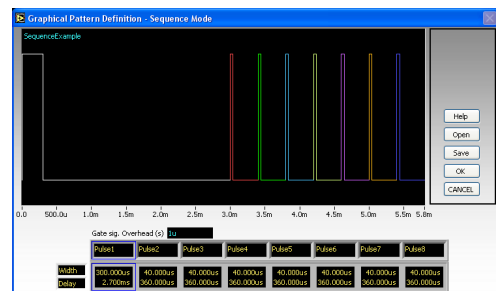 Graphical Pattern Definition - Sequence Mode
SequenceExample
Help
Open
Save
OK
CANCEL
0.0 500.0u 1.0m 1.5m 2.0m 2.5m 3.0m 3.5m 4.0m 4.5m 5.0m 5.5m 5.8m
Gate sig. Overhead (s) 1u
Pulse1 Pulse2 Pulse3 Pulse4 Pulse5 Pulse6 Pulse7 Pulse8
Width 300.000us 40.000us 40.000us 40.000us 40.000us 40.000us 40.000us 40.000us
Delay 2.700ms 360.000us 360.000us 360.000us 360.000us 360.000us 360.000us 360.000us